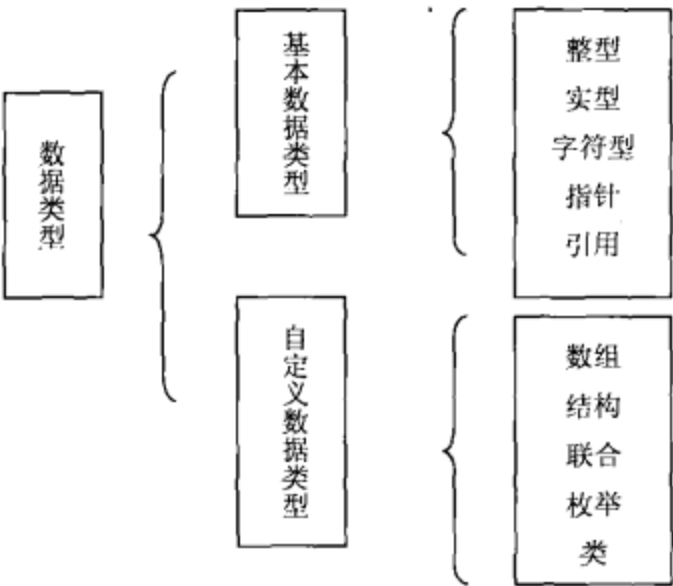 数据类型
基本数据类型
整型
实型
字符型
指针
引用
自定义数据类型
数组
结构
联合
枚举
类